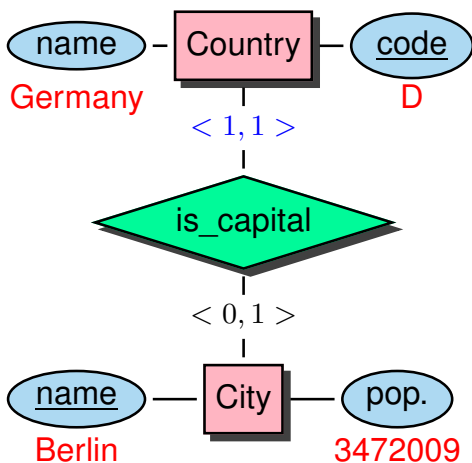 name Country code
Germany D
< 1, 1 >
is_capital
< 0, 1 >
name City pop.
Berlin 3472009